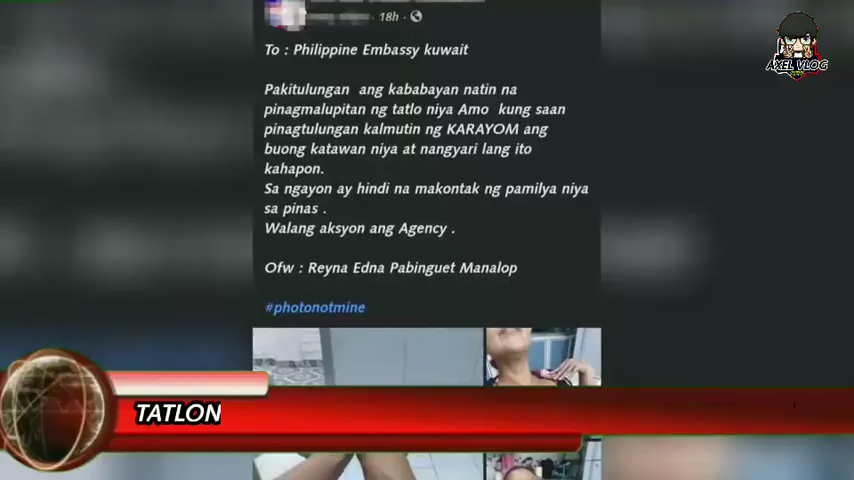 18h ·
To : Philippine Embassy kuwait
Pakitulungan ang kababayan natin na
pinagmalupitan ng tatlo niya Amo kung saan
pinagtulungan kalmutin ng KARAYOM ang
buong katawan niya at nangyari lang ito
kahapon.
Sa ngayon ay hindi na makontak ng pamilya niya
sa pinas .
Walang aksyon ang Agency .
Ofw : Reyna Edna Pabinguet Manalop
#photonotmine
AXEL VLOG
TATLON